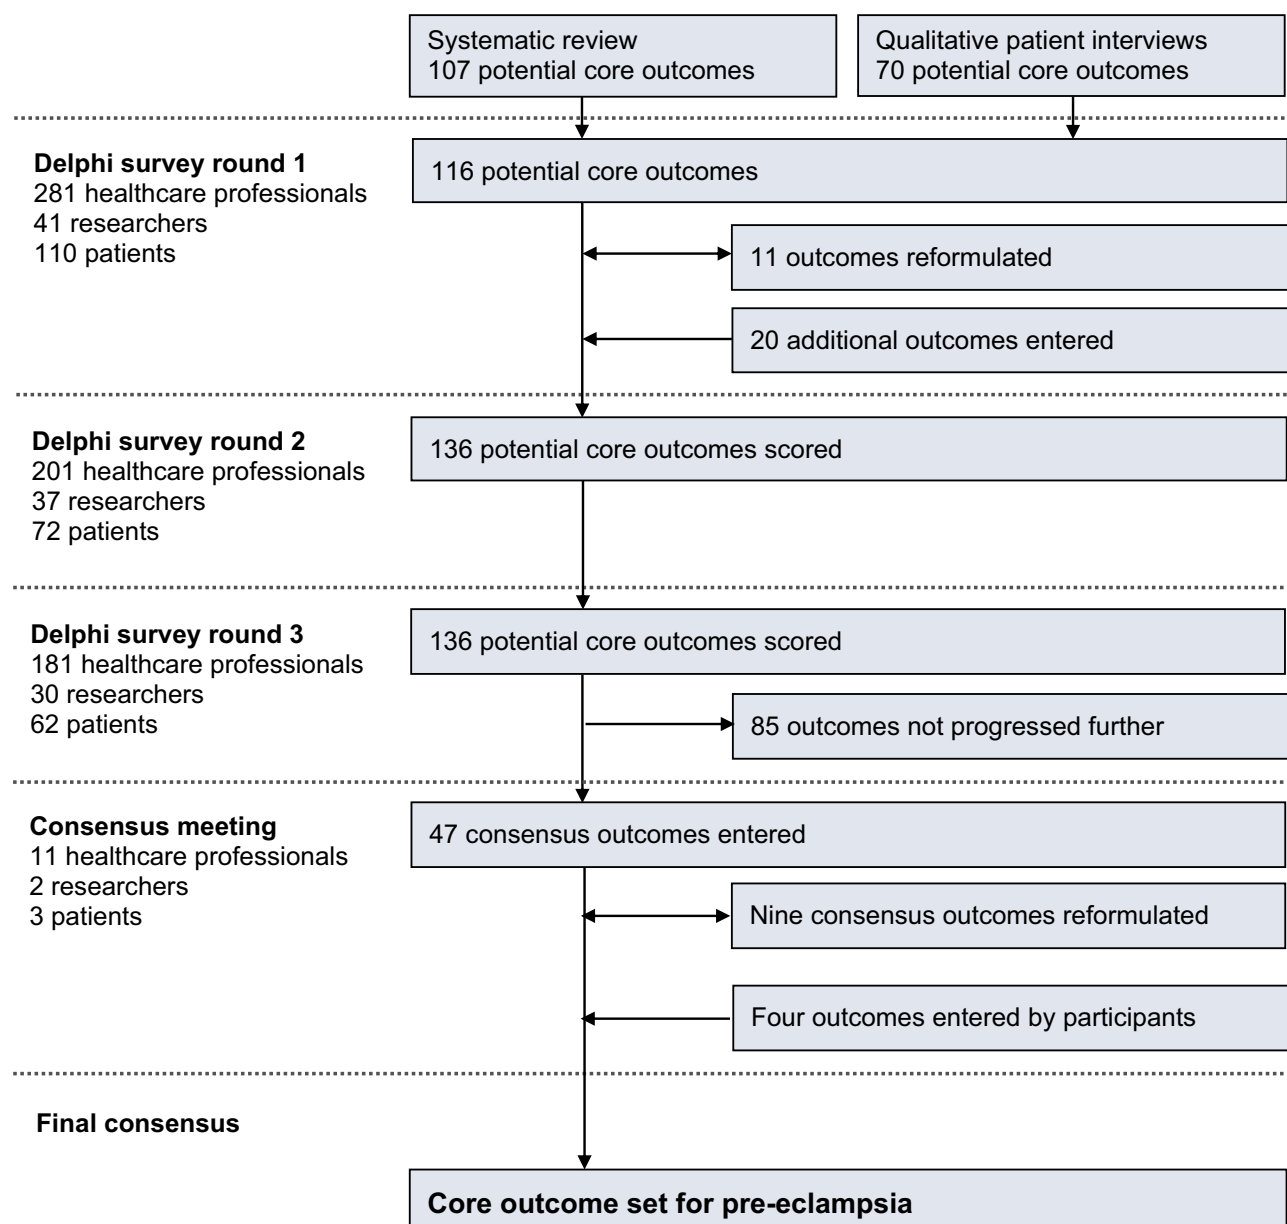 Systematic review
107 potential core outcomes
Qualitative patient interviews
70 potential core outcomes
Delphi survey round 1
281 healthcare professionals
41 researchers
110 patients
116 potential core outcomes
11 outcomes reformulated
20 additional outcomes entered
Delphi survey round 2
201 healthcare professionals
37 researchers
72 patients
136 potential core outcomes scored
Delphi survey round 3
181 healthcare professionals
30 researchers
62 patients
136 potential core outcomes scored
85 outcomes not progressed further
Consensus meeting
11 healthcare professionals
2 researchers
3 patients
47 consensus outcomes entered
Nine consensus outcomes reformulated
Four outcomes entered by participants
Final consensus
Core outcome set for pre-eclampsia